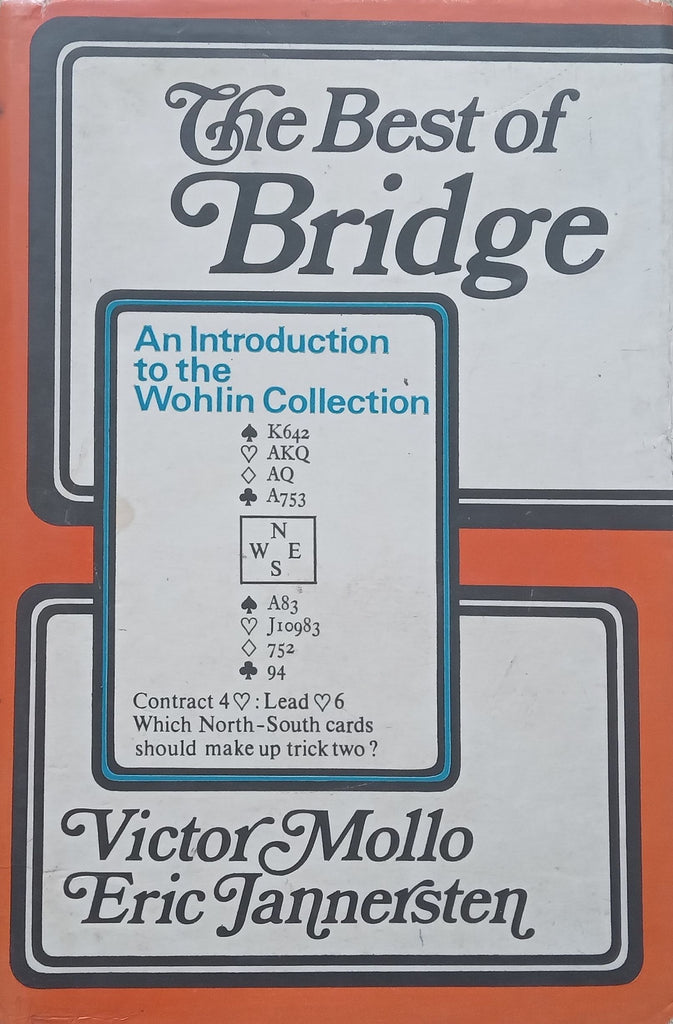 The Best of
Bridge
An Introduction
to the
Wohlin Collection
♠ K642
♡ AKQ
♢ AQ
♣ A753
N
W E
S
♠ A83
♡ J10983
♢ 752
♣ 94
Contract 4♡: Lead ♡6
Which North-South cards
should make up trick two?
Victor Mollo
Eric Jannersten